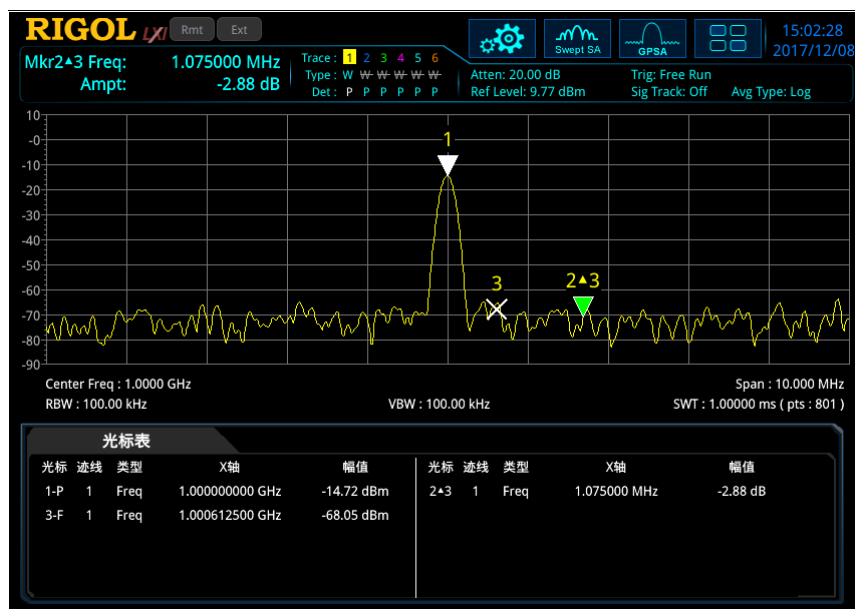 RIGOL LXI Rmt Ext
Swept SA
GPSA
15:02:28
2017/12/08
Mkr2▲3 Freq: 1.075000 MHz
Ampt: -2.88 dB
Trace : 1 2 3 4 5 6
Type : W W W W W W
Det : P P P P P P
Atten: 20.00 dB
Ref Level: 9.77 dBm
Trig: Free Run
Sig Track: Off
Avg Type: Log
10
-0
-10
-20
-30
-40
-50
-60
-70
-80
-90
1
3
2▲3
Center Freq : 1.0000 GHz
Span : 10.000 MHz
RBW : 100.00 kHz
VBW : 100.00 kHz
SWT : 1.00000 ms ( pts : 801 )
光标表
光标 迹线 类型 X轴 幅值 光标 迹线 类型 X轴 幅值
1-P 1 Freq 1.000000000 GHz -14.72 dBm 2▲3 1 Freq 1.075000 MHz -2.88 dB
3-F 1 Freq 1.000612500 GHz -68.05 dBm